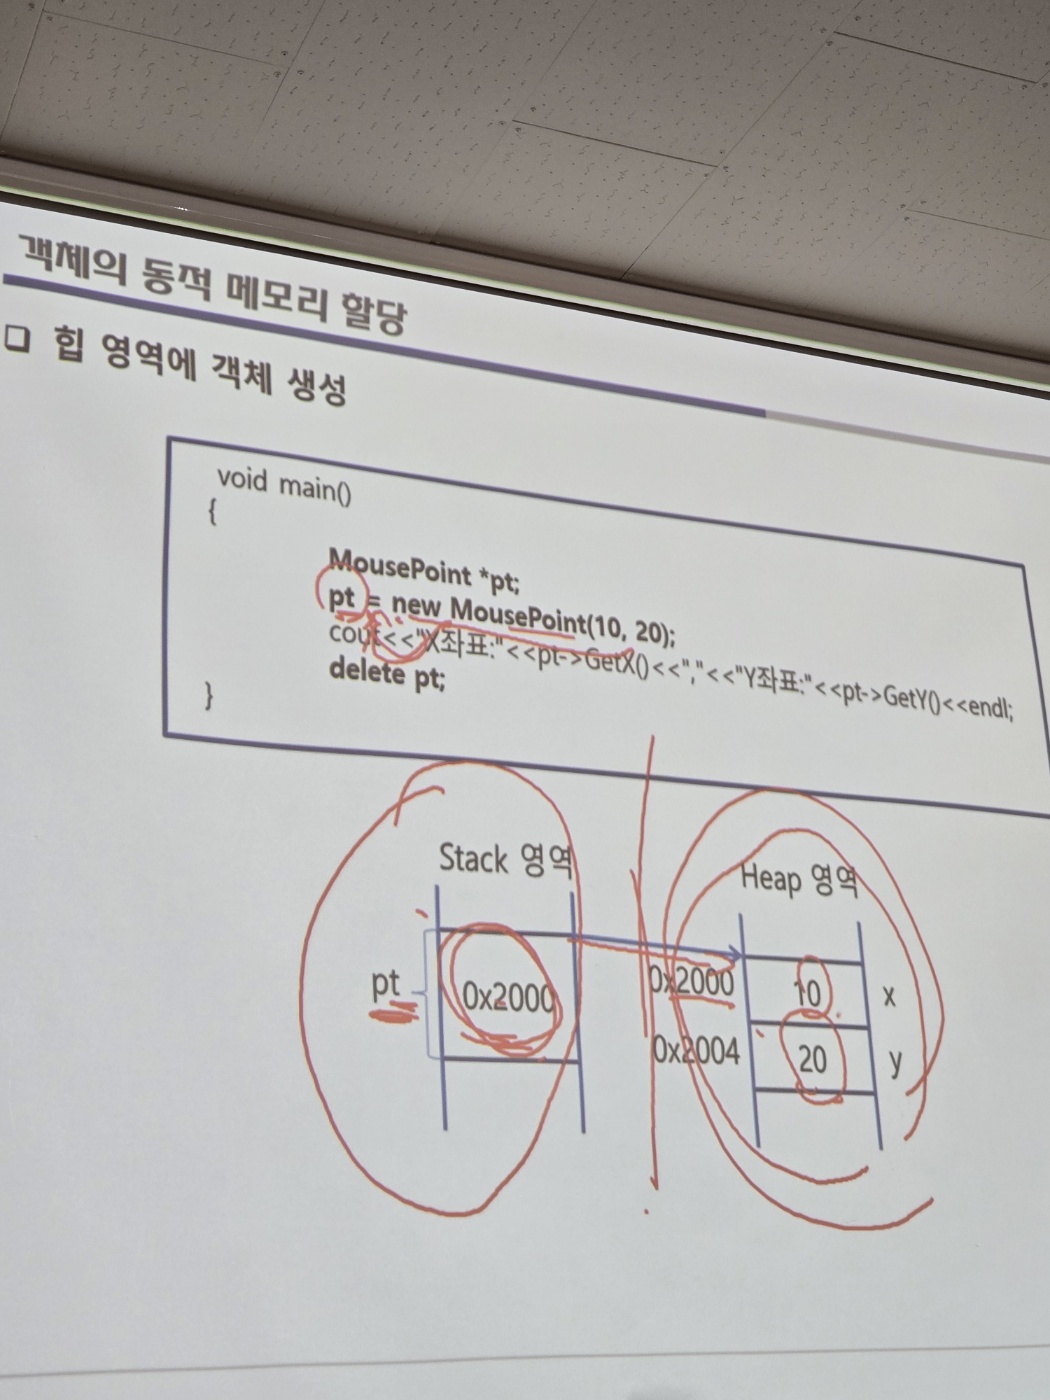 객체의 동적 메모리 할당
❑ 힙 영역에 객체 생성
void main()
{
MousePoint *pt;
pt = new MousePoint(10, 20);
cout<<"X좌표:"<<pt->GetX()<<","<<"Y좌표:"<<pt->GetY()<<endl;
delete pt;
}
Stack 영역
Heap 영역
pt
0x2000
0x2000
10
x
0x2004
20
y